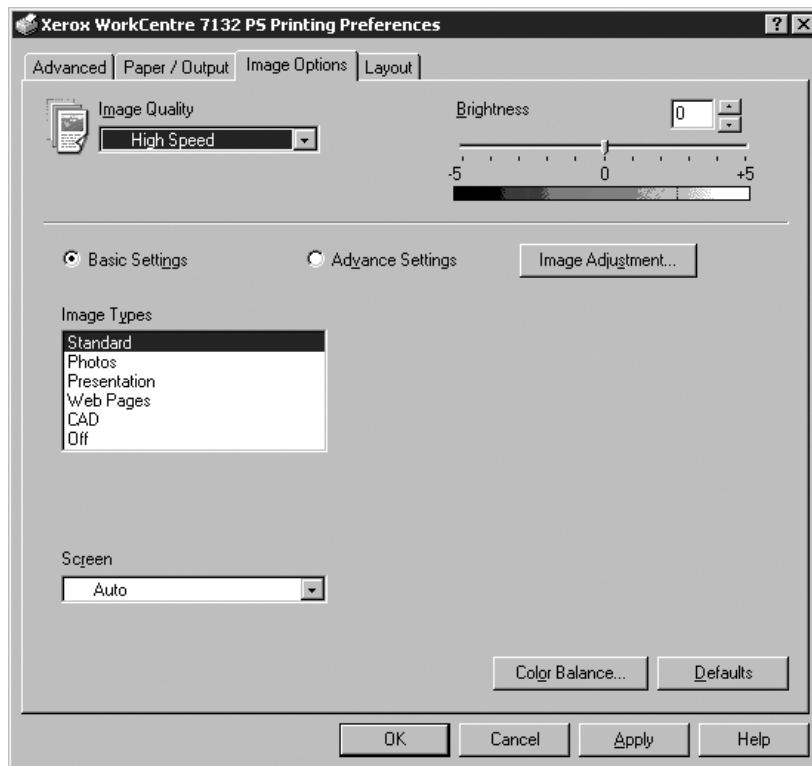 Xerox WorkCentre 7132 PS Printing Preferences
Advanced
Paper / Output
Image Options
Layout
Image Quality
High Speed
Brightness
0
-5
0
+5
Basic Settings
Advance Settings
Image Adjustment...
Image Types
Standard
Photos
Presentation
Web Pages
CAD
Off
Screen
Auto
Color Balance...
Defaults
OK
Cancel
Apply
Help